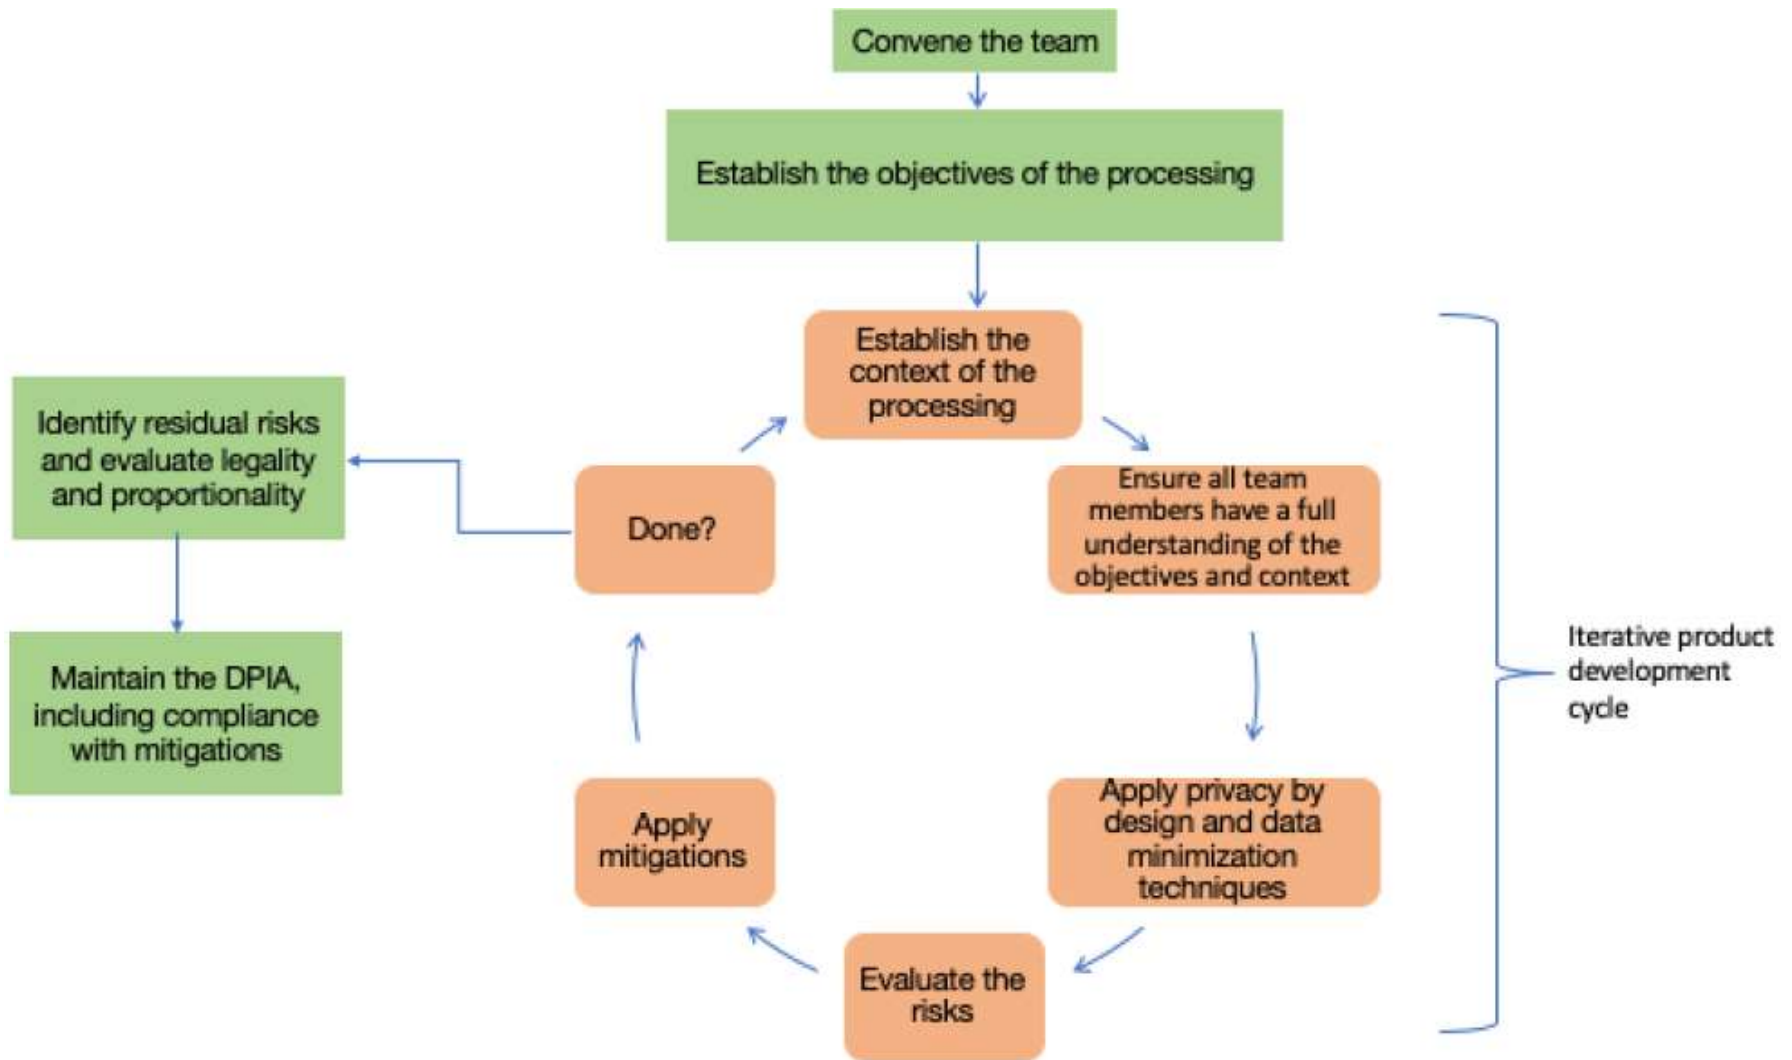 Convene the team
Establish the objectives of the processing
Establish the
context of the
processing
Ensure all team
members have a full
understanding of the
objectives and context
Apply privacy by
design and data
minimization
techniques
Evaluate the
risks
Apply
mitigations
Done?
Identify residual risks
and evaluate legality
and proportionality
Maintain the DPIA,
including compliance
with mitigations
Iterative product
development
cycle